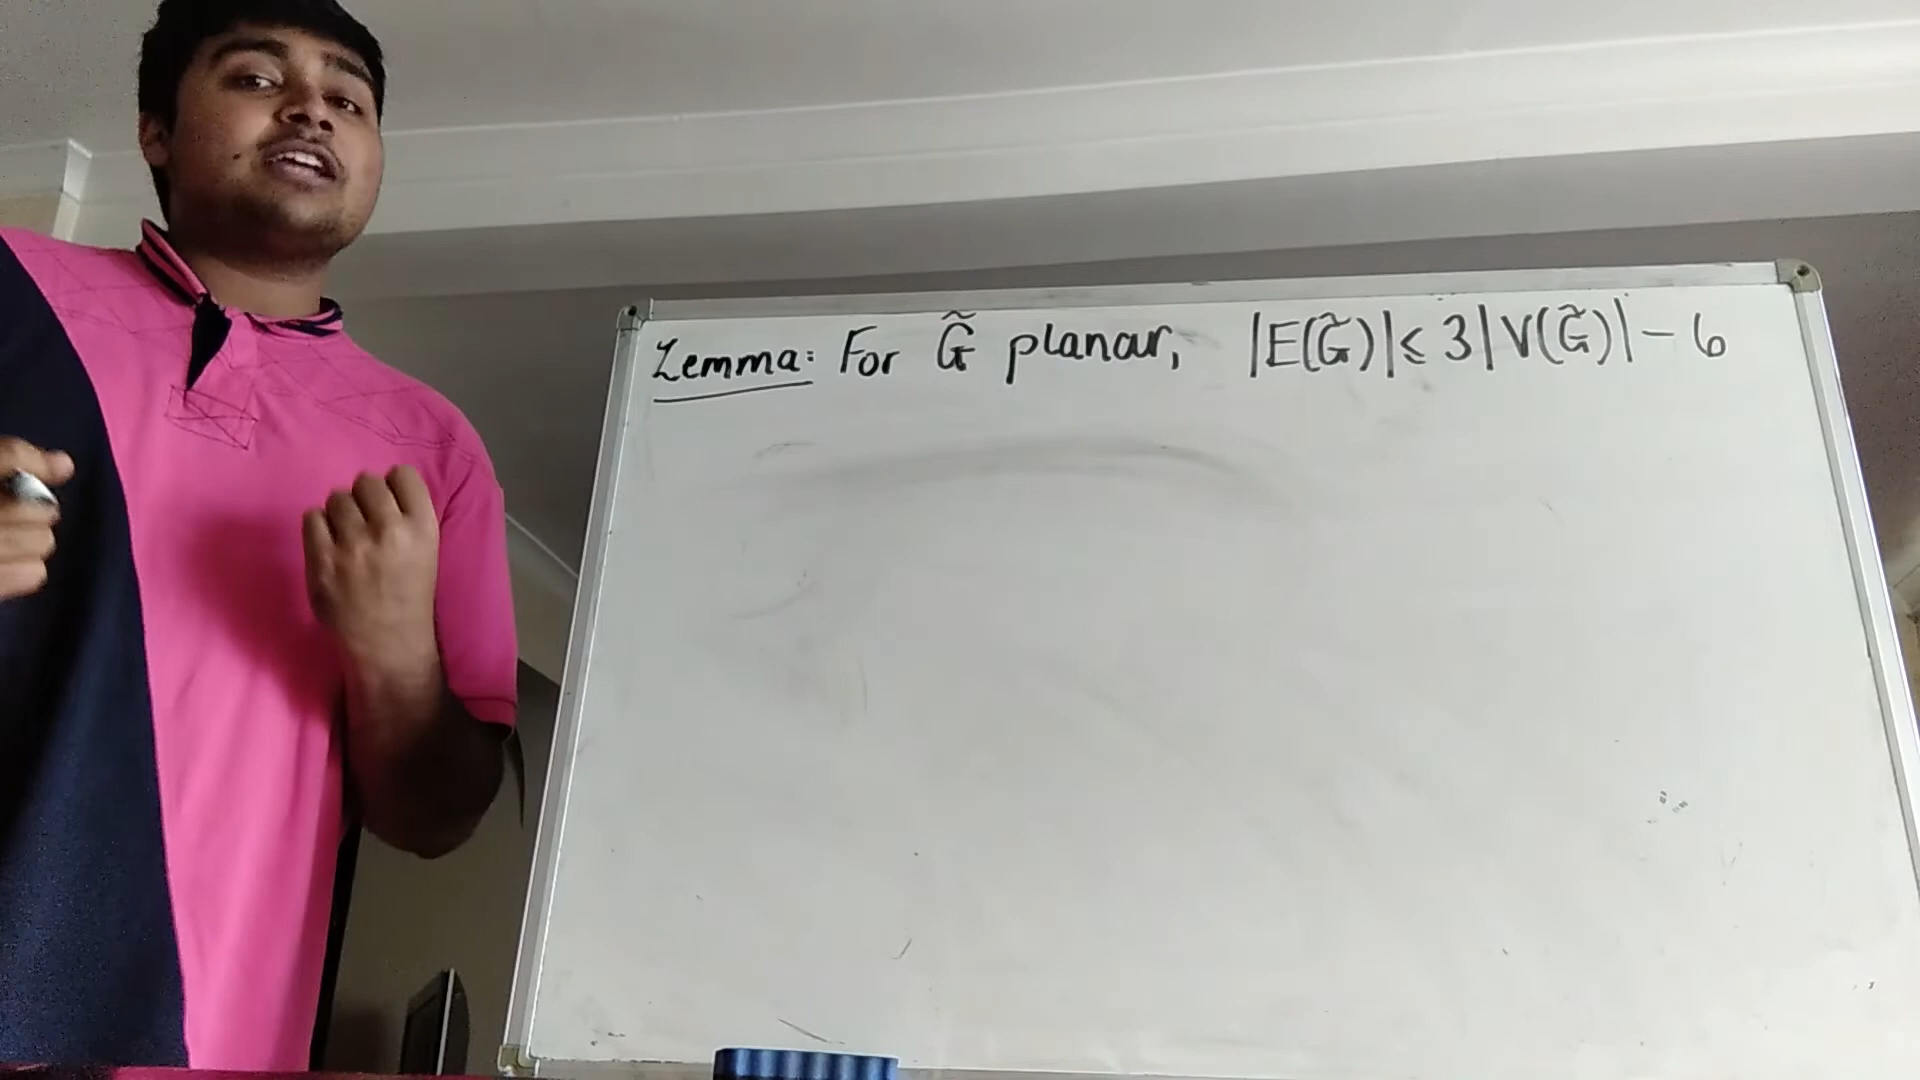 Lemma: For G̃ planar, |E(G̃)| ≤ 3|V(G̃)| - 6